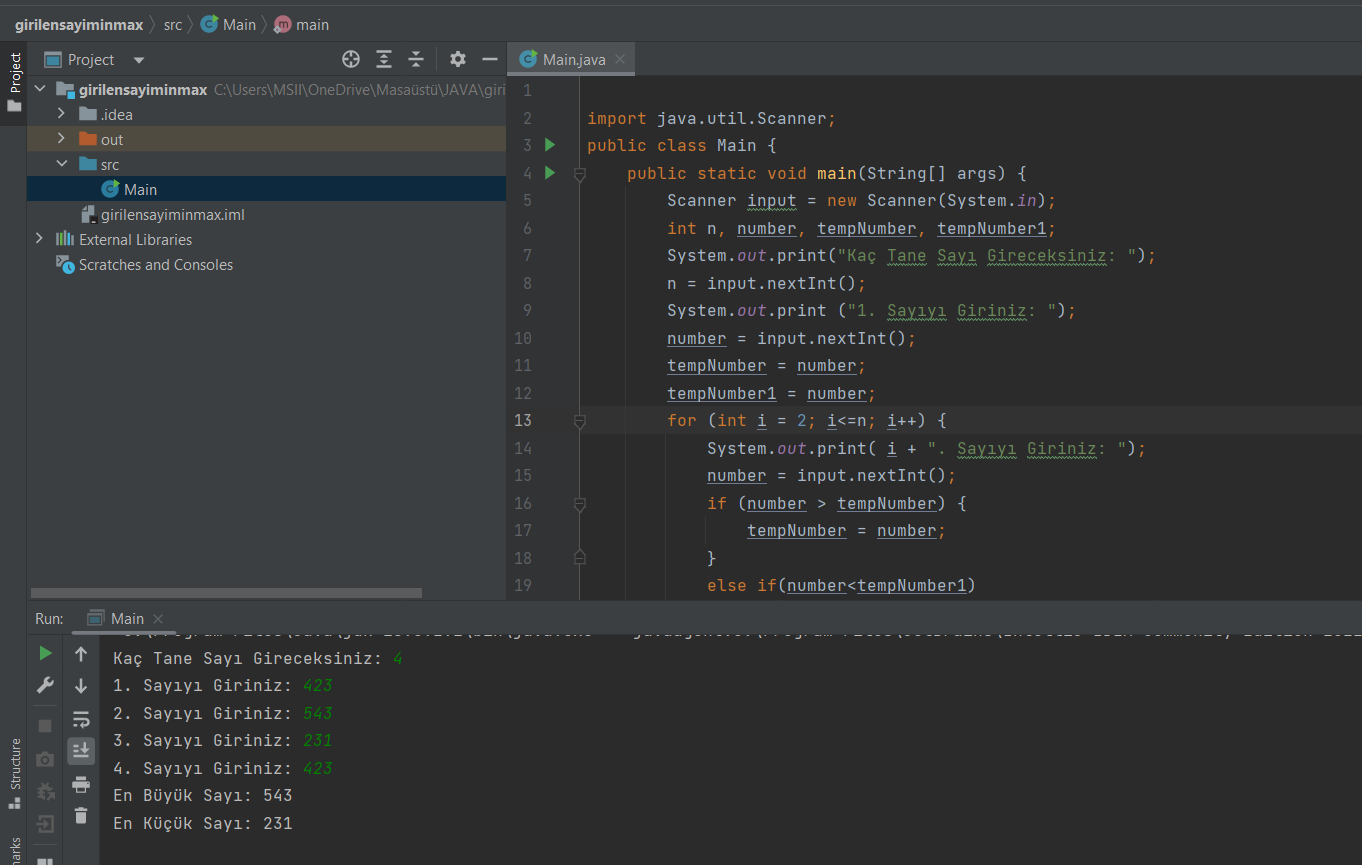 girilensayiminmax src Main main
Project
Project
Main.java
girilensayiminmax C:\Users\MSII\OneDrive\Masaüstü\JAVA\giri
.idea
out
src
Main
girilensayiminmax.iml
External Libraries
Scratches and Consoles
1
2 import java.util.Scanner;
3 public class Main {
4 public static void main(String[] args) {
5 Scanner input = new Scanner(System.in);
6 int n, number, tempNumber, tempNumber1;
7 System.out.print("Kaç Tane Sayı Gireceksiniz: ");
8 n = input.nextInt();
9 System.out.print ("1. Sayıyı Giriniz: ");
10 number = input.nextInt();
11 tempNumber = number;
12 tempNumber1 = number;
13 for (int i = 2; i<=n; i++) {
14 System.out.print( i + ". Sayıyı Giriniz: ");
15 number = input.nextInt();
16 if (number > tempNumber) {
17 tempNumber = number;
18 }
19 else if(number<tempNumber1)
Run: Main
Kaç Tane Sayı Gireceksiniz: 4
1. Sayıyı Giriniz: 423
2. Sayıyı Giriniz: 543
3. Sayıyı Giriniz: 231
4. Sayıyı Giriniz: 423
En Büyük Sayı: 543
En Küçük Sayı: 231
Structure